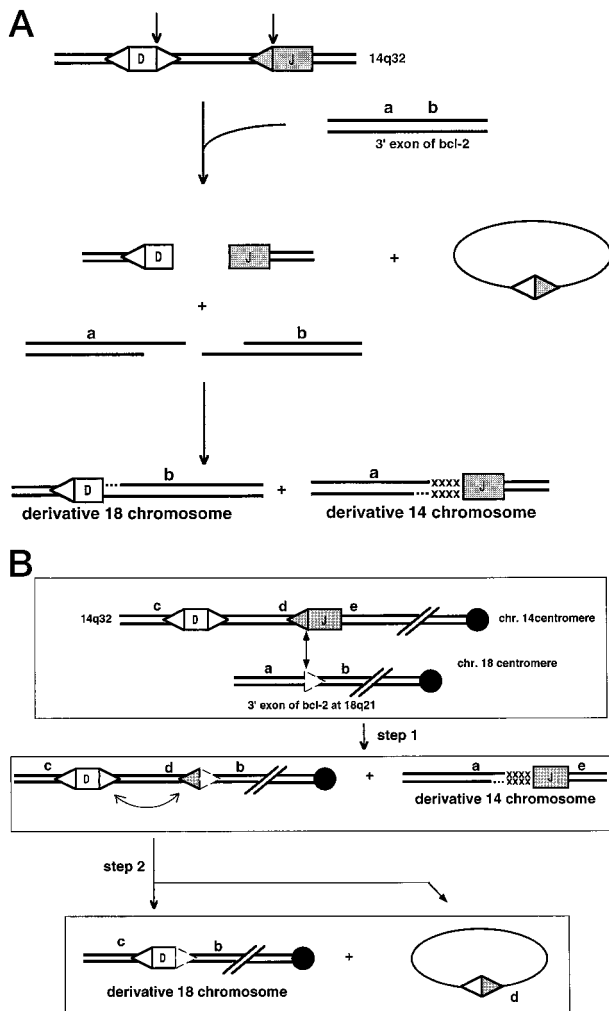 A
D J 14q32
a b
3' exon of bcl-2
D J + +
a b
D b + a xxxx xxxx J
derivative 18 chromosome derivative 14 chromosome
B
c d e
14q32 D J chr. 14centromere
a b chr. 18 centromere
3' exon of bcl-2 at 18q21
step 1
c d b + a xxxx xxxx e
D J
derivative 14 chromosome
step 2
c b
D +
derivative 18 chromosome d